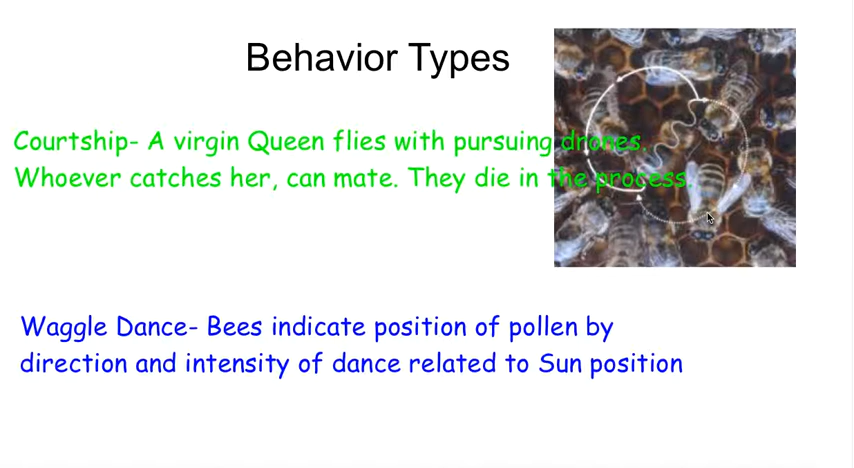 Behavior Types
Courtship- A virgin Queen flies with pursuing drones.
Whoever catches her, can mate. They die in the process.
Waggle Dance- Bees indicate position of pollen by
direction and intensity of dance related to Sun position